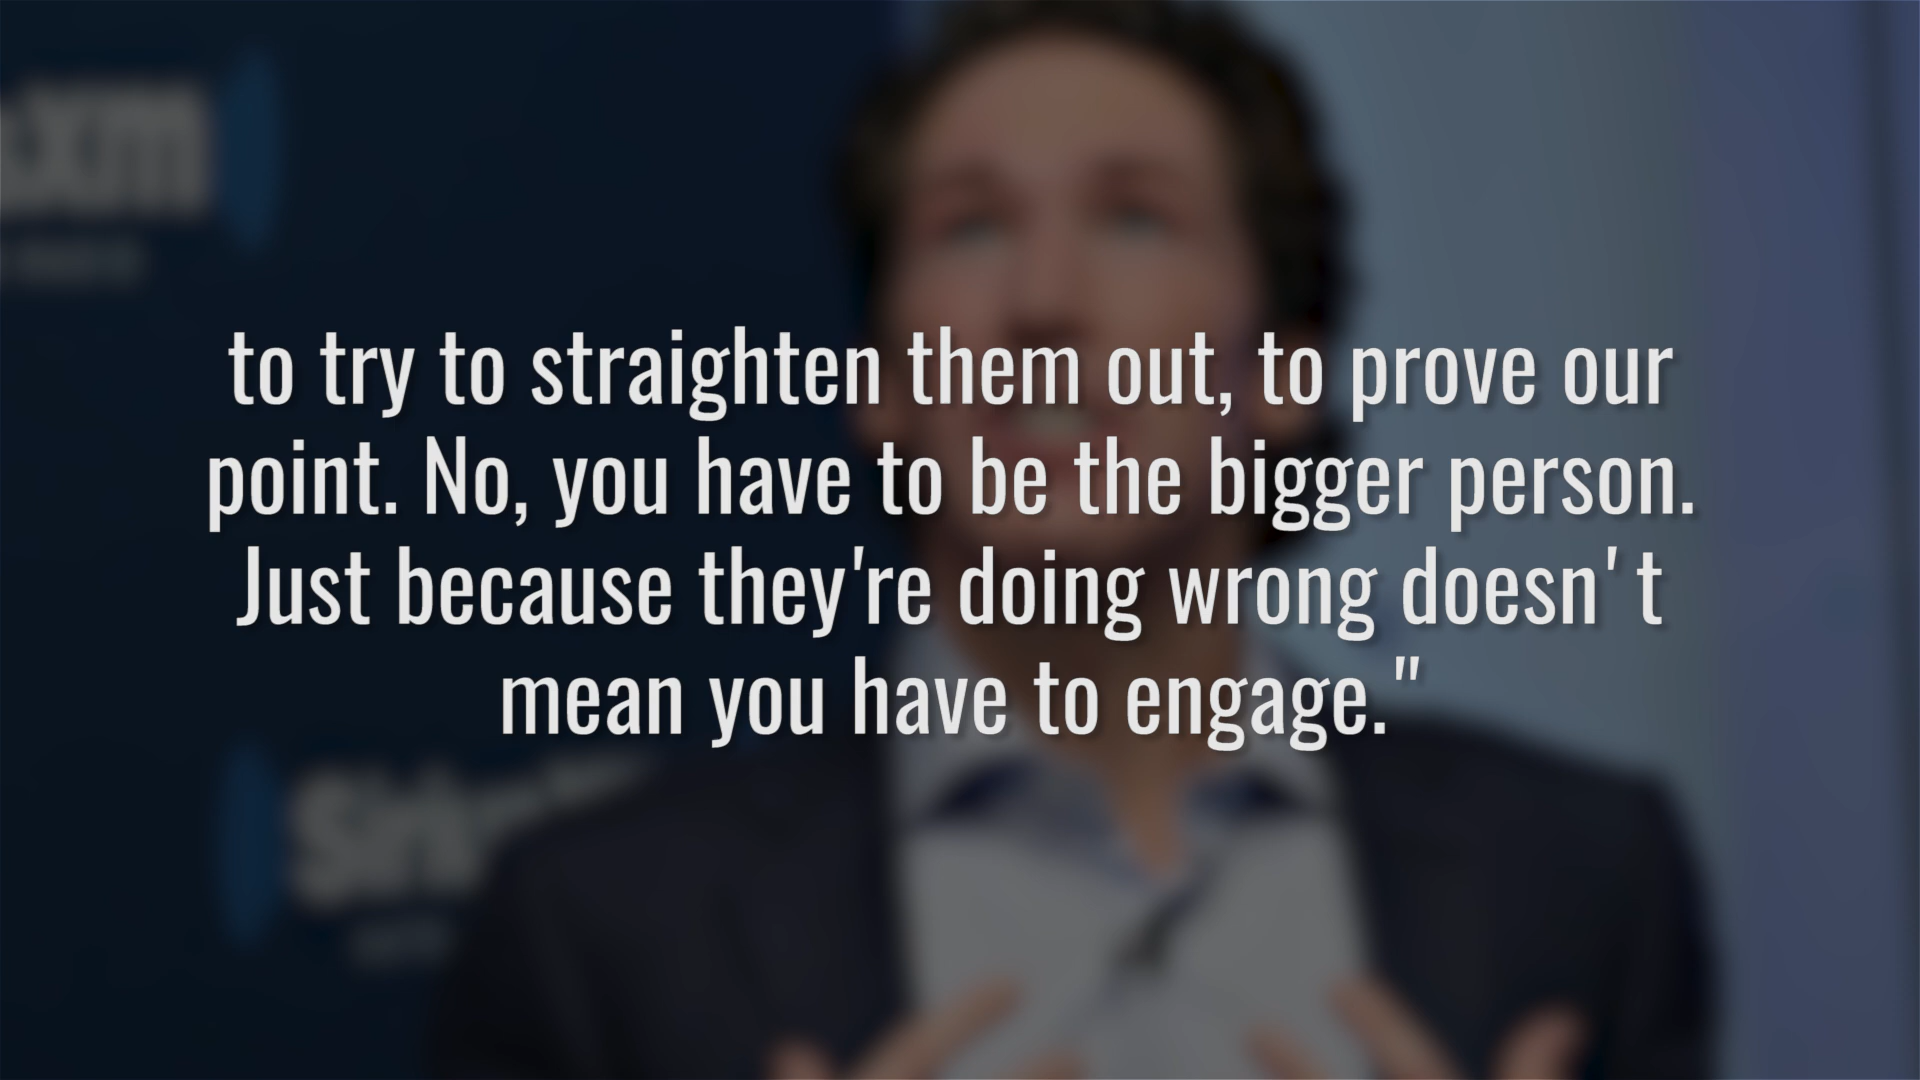 to try to straighten them out, to prove our
point. No, you have to be the bigger person.
Just because they're doing wrong doesn't
mean you have to engage."